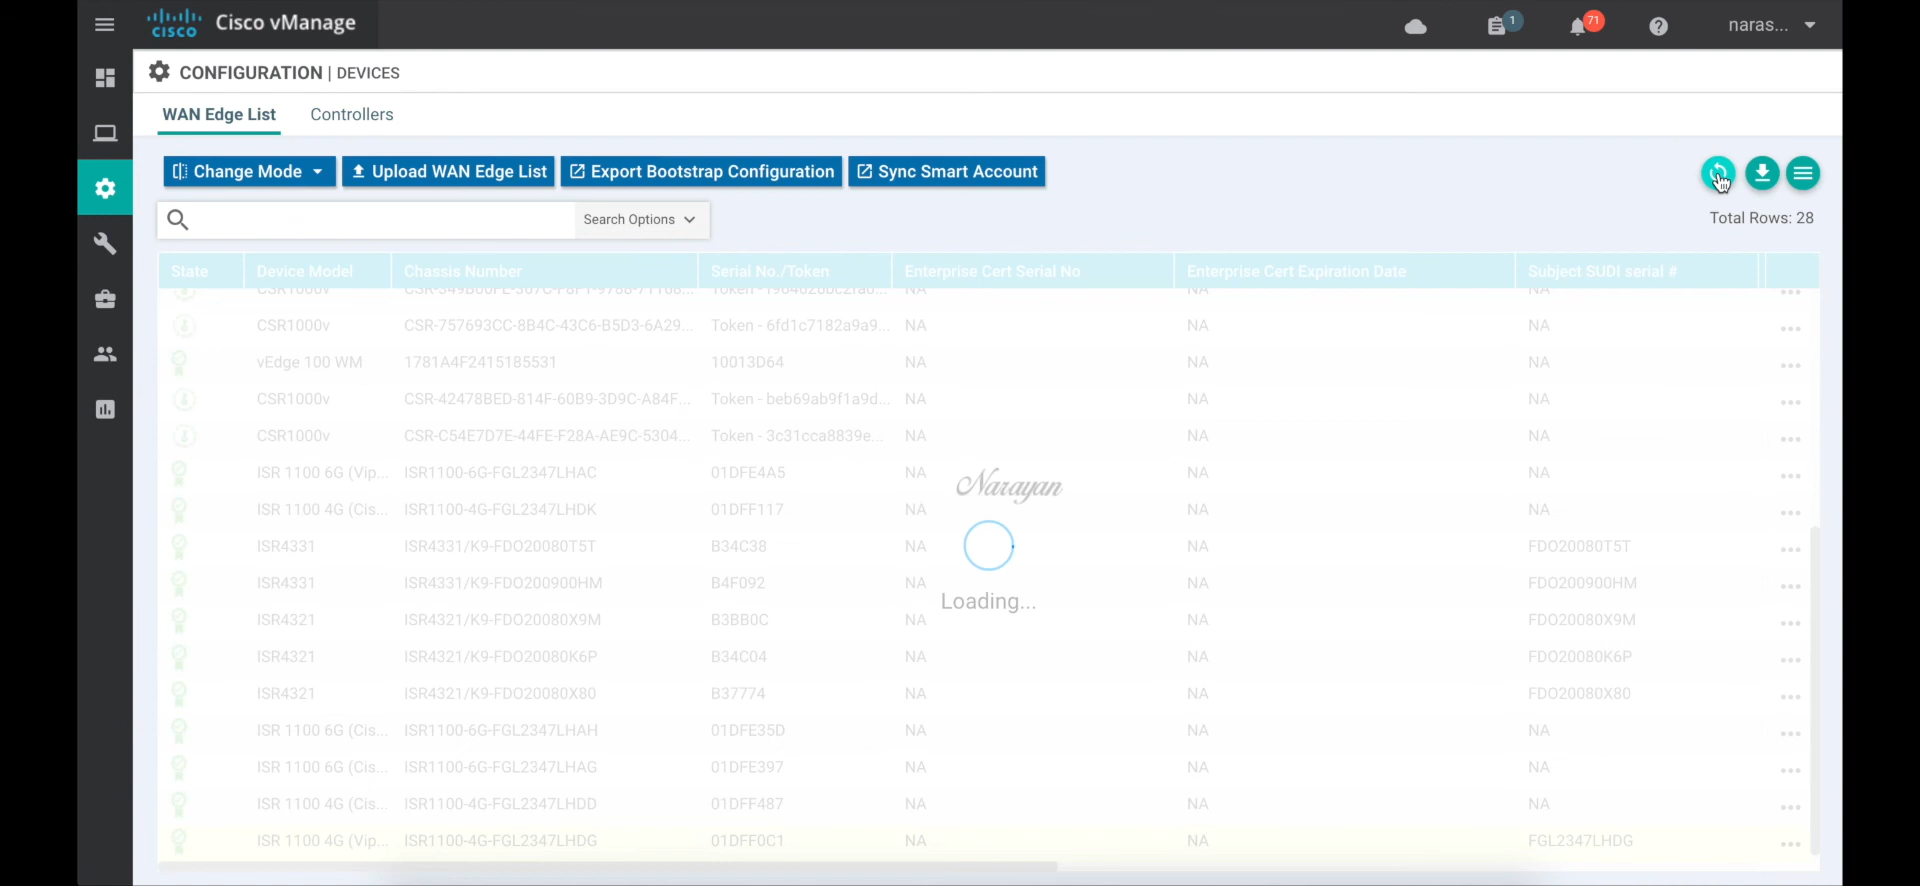 CISCO Cisco vManage 1 71 naras...
CONFIGURATION | DEVICES
WAN Edge List Controllers
Change Mode Upload WAN Edge List Export Bootstrap Configuration Sync Smart Account
Search Options
Total Rows: 28
State Device Model Chassis Number Serial No./Token Enterprise Cert Serial No Enterprise Cert Expiration Date Subject SUDI serial #
CSR1000v NA NA NA ...
CSR1000v CSR-757693CC-8B4C-43C6-B5D3-6A29... Token - 6fd1c7182a9a9... NA NA NA ...
vEdge 100 WM 1781A4F2415185531 10013D64 NA NA NA ...
CSR1000v CSR-42478BED-814F-60B9-3D9C-A84F... Token - beb69ab9f1a9d... NA NA NA ...
CSR1000v CSR-C54E7D7E-44FE-F28A-AE9C-5304... Token - 3c31cca8839e... NA NA NA ...
ISR 1100 6G (Vip... ISR1100-6G-FGL2347LHAC 01DFE4A5 NA NA NA ...
Narayan
ISR 1100 4G (Cis... ISR1100-4G-FGL2347LHDK 01DFF117 NA NA NA ...
ISR4331 ISR4331/K9-FDO20080T5T B34C38 NA NA FDO20080T5T ...
ISR4331 ISR4331/K9-FDO200900HM B4F092 NA NA FDO200900HM ...
Loading...
ISR4321 ISR4321/K9-FDO20080X9M B3BB0C NA NA FDO20080X9M ...
ISR4321 ISR4321/K9-FDO20080K6P B34C04 NA NA FDO20080K6P ...
ISR4321 ISR4321/K9-FDO20080X80 B37774 NA NA FDO20080X80 ...
ISR 1100 6G (Cis... ISR1100-6G-FGL2347LHAH 01DFE35D NA NA NA ...
ISR 1100 6G (Cis... ISR1100-6G-FGL2347LHAG 01DFE397 NA NA NA ...
ISR 1100 4G (Cis... ISR1100-4G-FGL2347LHDD 01DFF487 NA NA NA ...
ISR 1100 4G (Vip... ISR1100-4G-FGL2347LHDG 01DFF0C1 NA NA FGL2347LHDG ...